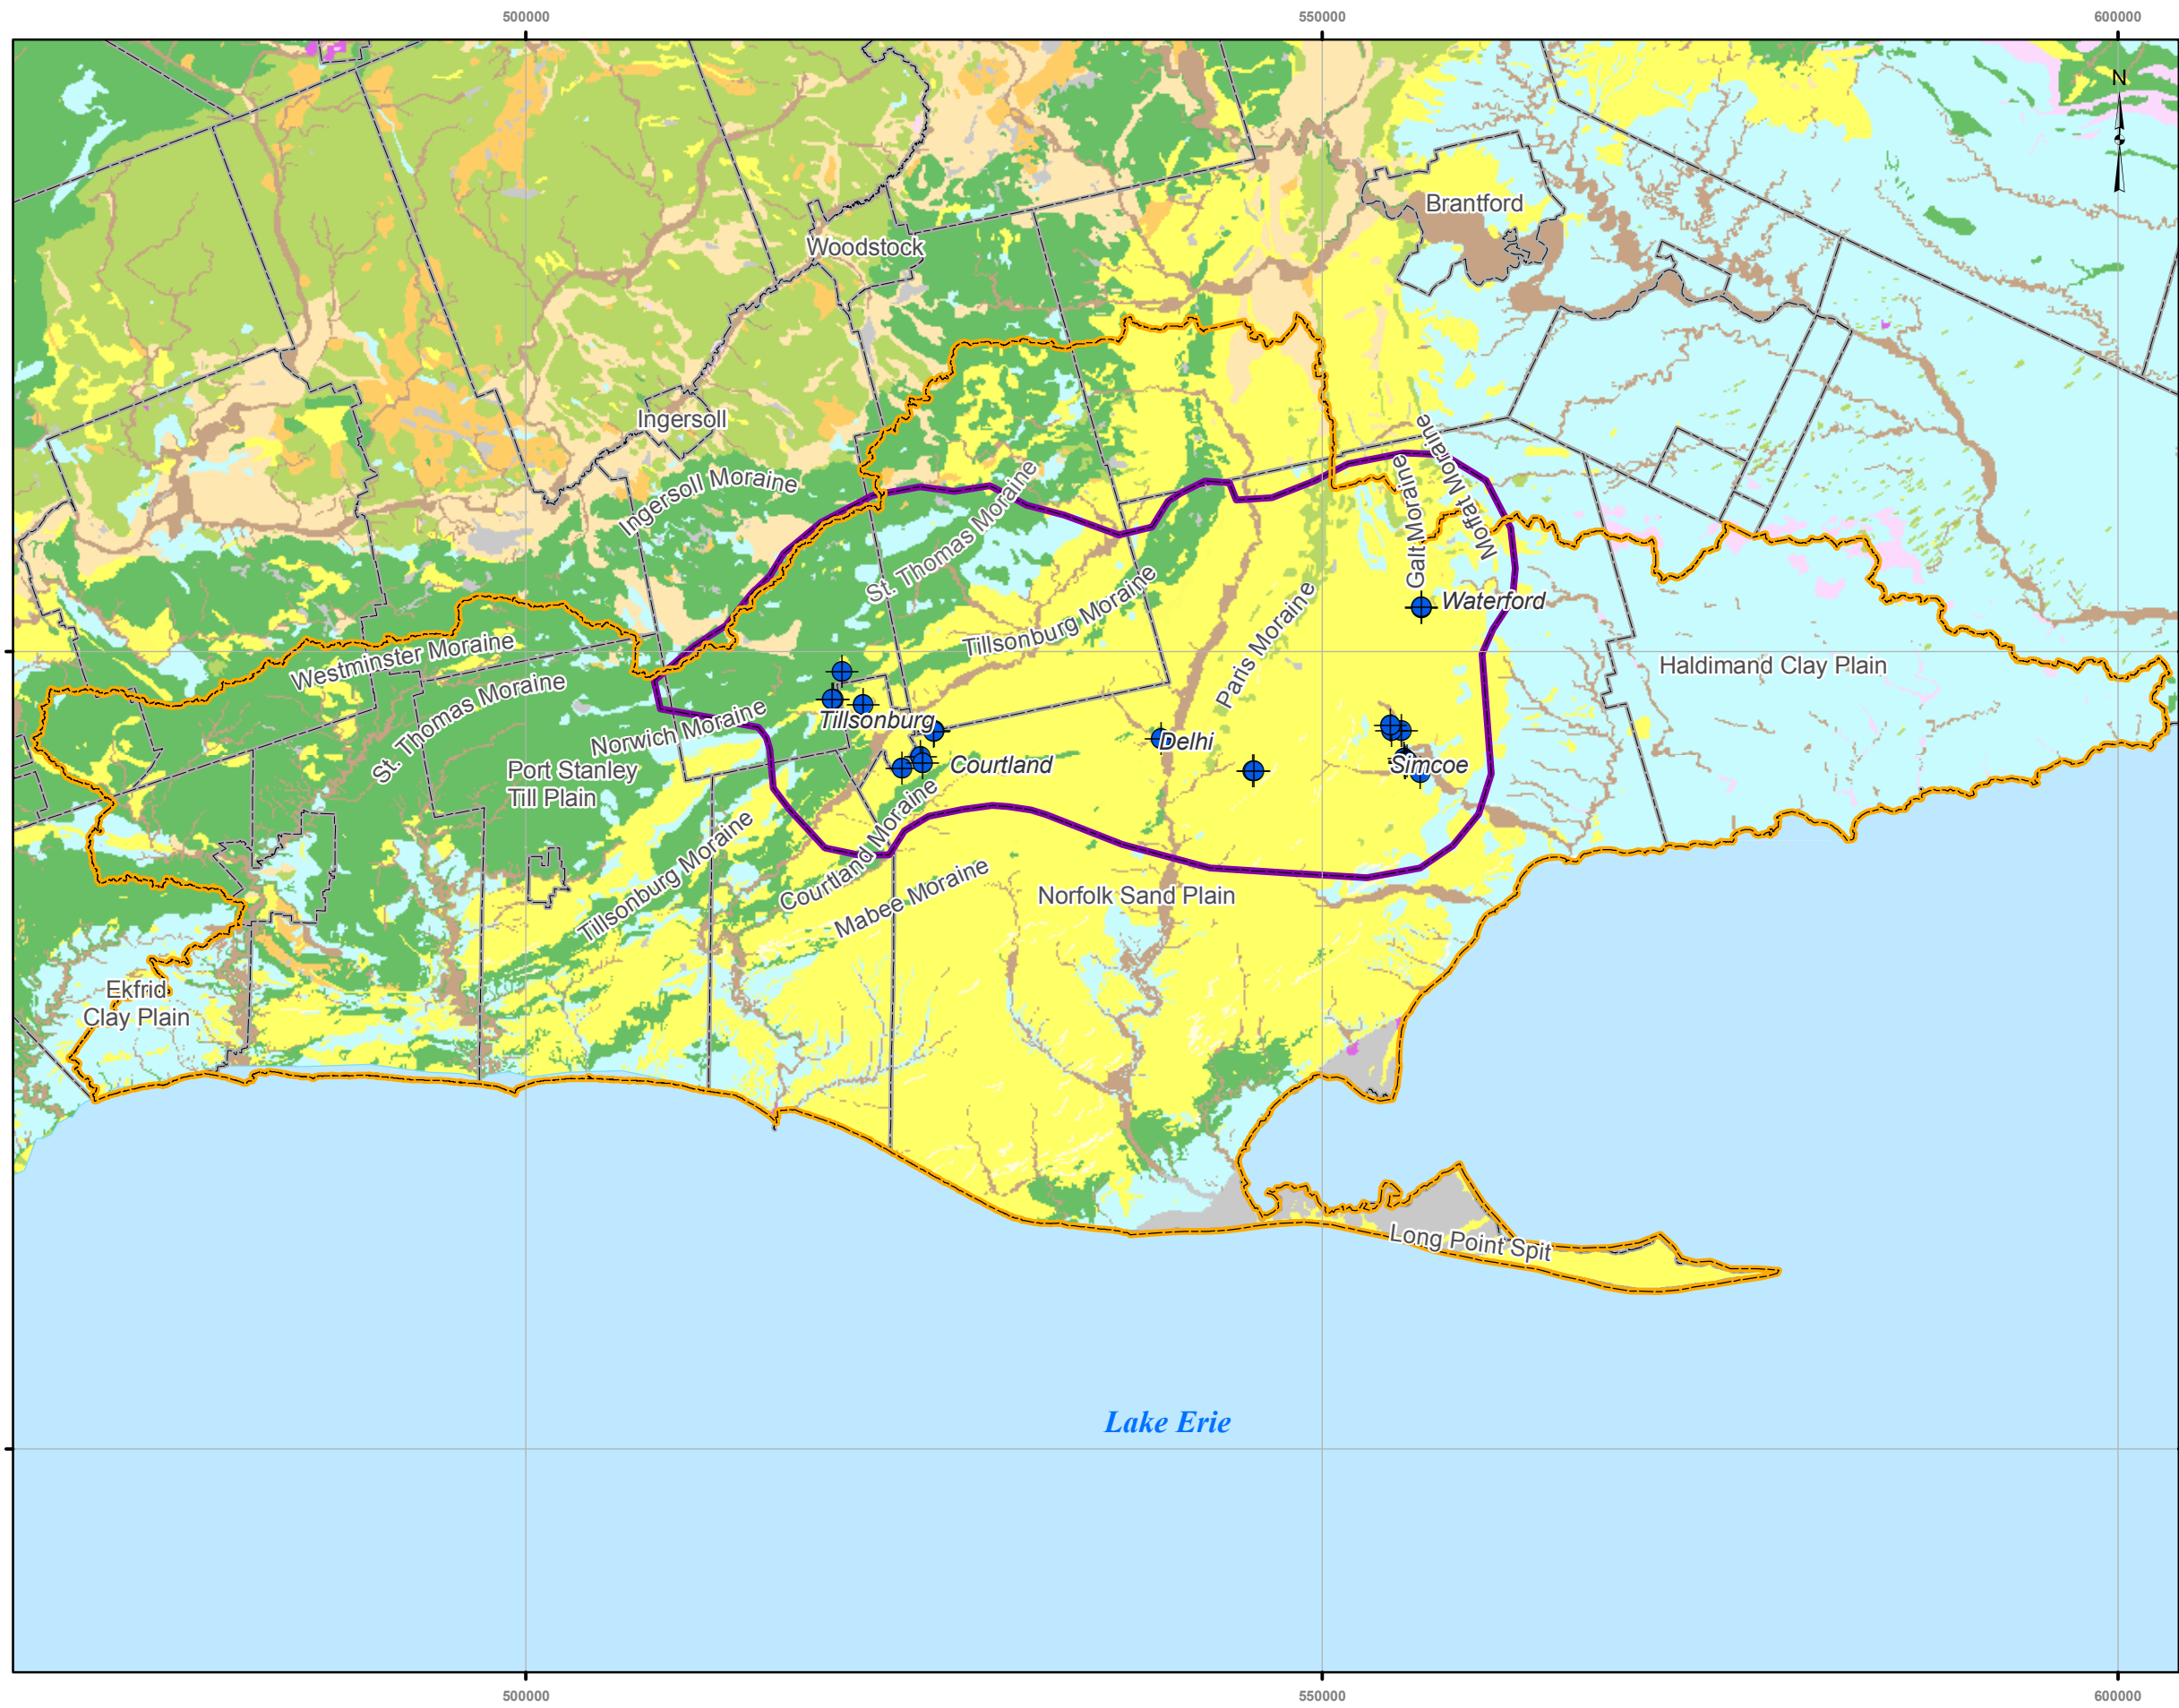 500000
550000
600000
N
Brantford
Woodstock
Ingersoll
Ingersoll Moraine
St. Thomas Moraine
Galt Moraine
Moffat Moraine
Waterford
Tillsonburg Moraine
Paris Moraine
Westminster Moraine
St. Thomas Moraine
Haldimand Clay Plain
Norwich Moraine
Tillsonburg
Delhi
Courtland
Simcoe
Port Stanley
Till Plain
Tillsonburg Moraine
Courtland Moraine
Mabee Moraine
Norfolk Sand Plain
Ekfrid
Clay Plain
Long Point Spit
Lake Erie
500000
550000
600000